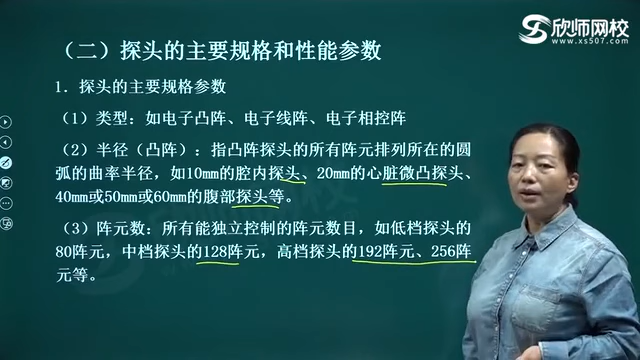 欣师网校
www.xs507.com
（二）探头的主要规格和性能参数
1. 探头的主要规格参数
（1）类型：如电子凸阵、电子线阵、电子相控阵
（2）半径（凸阵）：指凸阵探头的所有阵元排列所在的圆
弧的曲率半径，如10mm的腔内探头、20mm的心脏微凸探头、
40mm或50mm或60mm的腹部探头等。
（3）阵元数：所有能独立控制的阵元数目，如低档探头的
80阵元，中档探头的128阵元，高档探头的192阵元、256阵
元等。